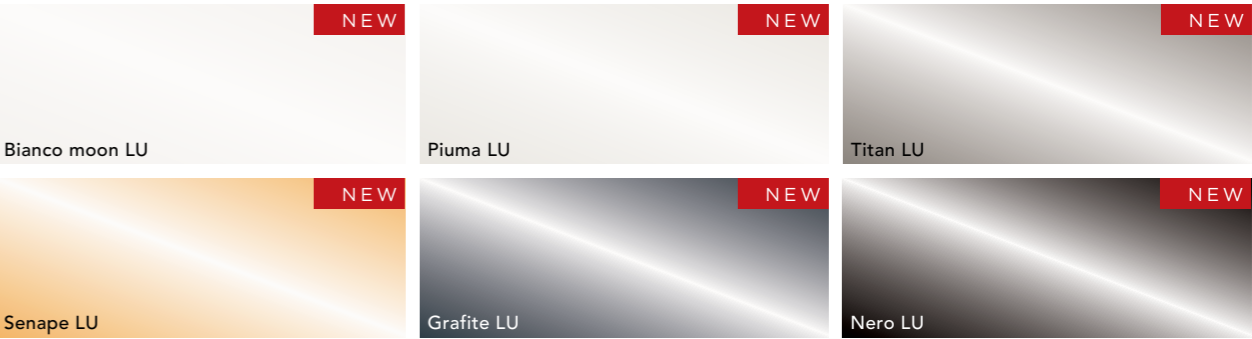 NEW
NEW
NEW
Bianco moon LU
Piuma LU
Titan LU
NEW
NEW
NEW
Senape LU
Grafite LU
Nero LU